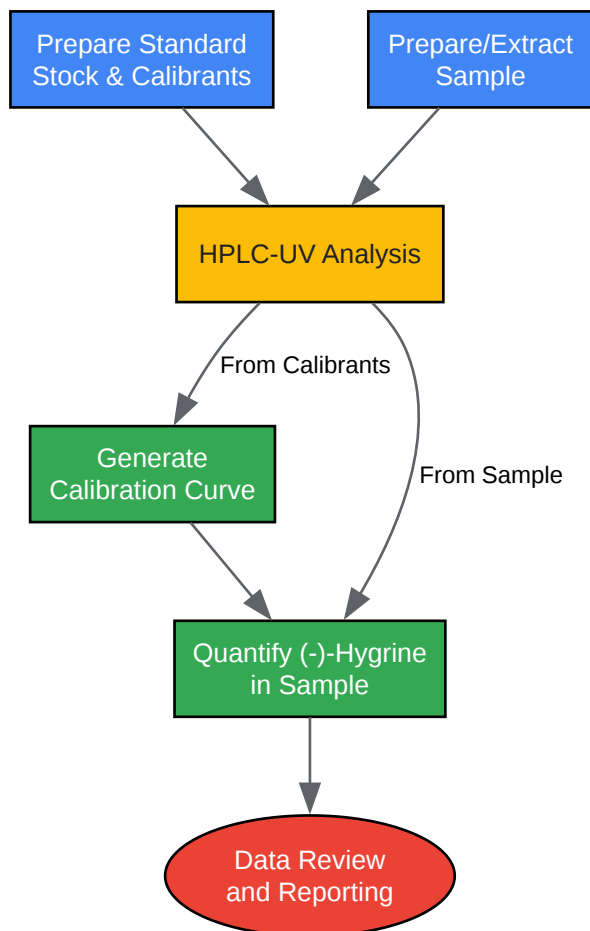 Prepare Standard
Stock & Calibrants
Prepare/Extract
Sample
HPLC-UV Analysis
From Calibrants
Generate
Calibration Curve
From Sample
Quantify (-)-Hygrine
in Sample
Data Review
and Reporting